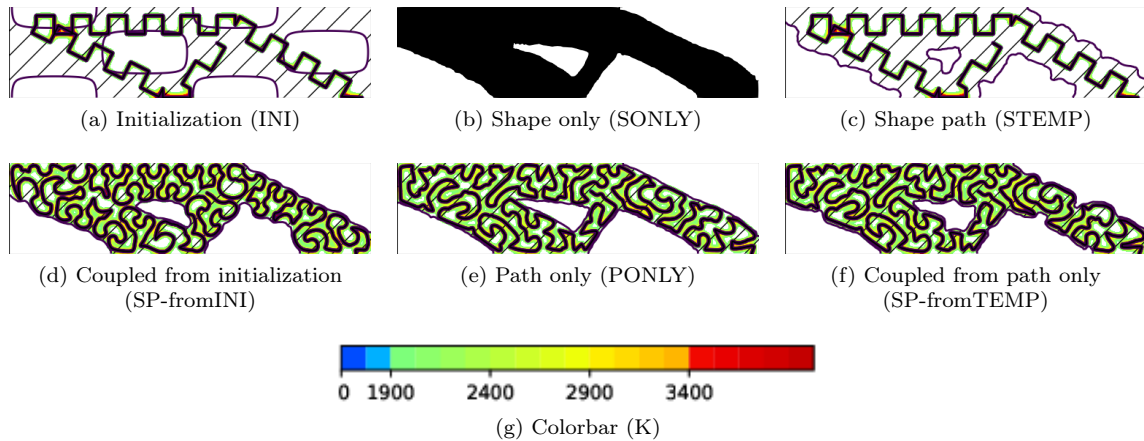 (a) Initialization (INI)
(b) Shape only (SONLY)
(c) Shape path (STEMP)
(d) Coupled from initialization
(SP-fromINI)
(e) Path only (PONLY)
(f) Coupled from path only
(SP-fromTEMP)
0 1900 2400 2900 3400
(g) Colorbar (K)